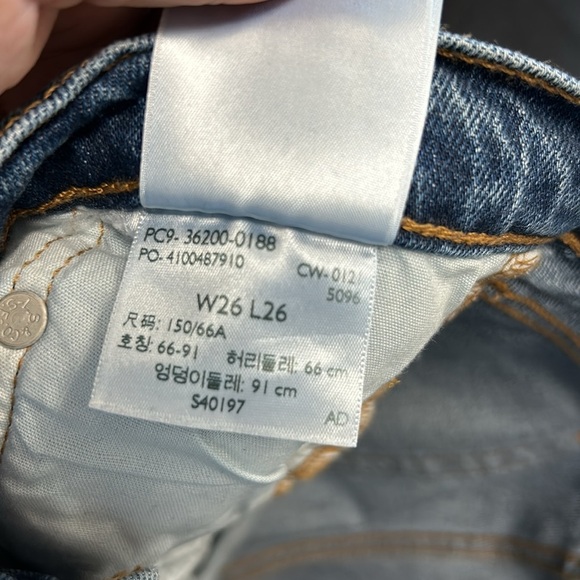 PC9- 36200-0188
PO- 4100487910 CW- 012
5096
W26 L26
尺码: 150/66A
호칭: 66-91 허리둘레: 66 cm
엉덩이둘레: 91 cm
S40197 AD